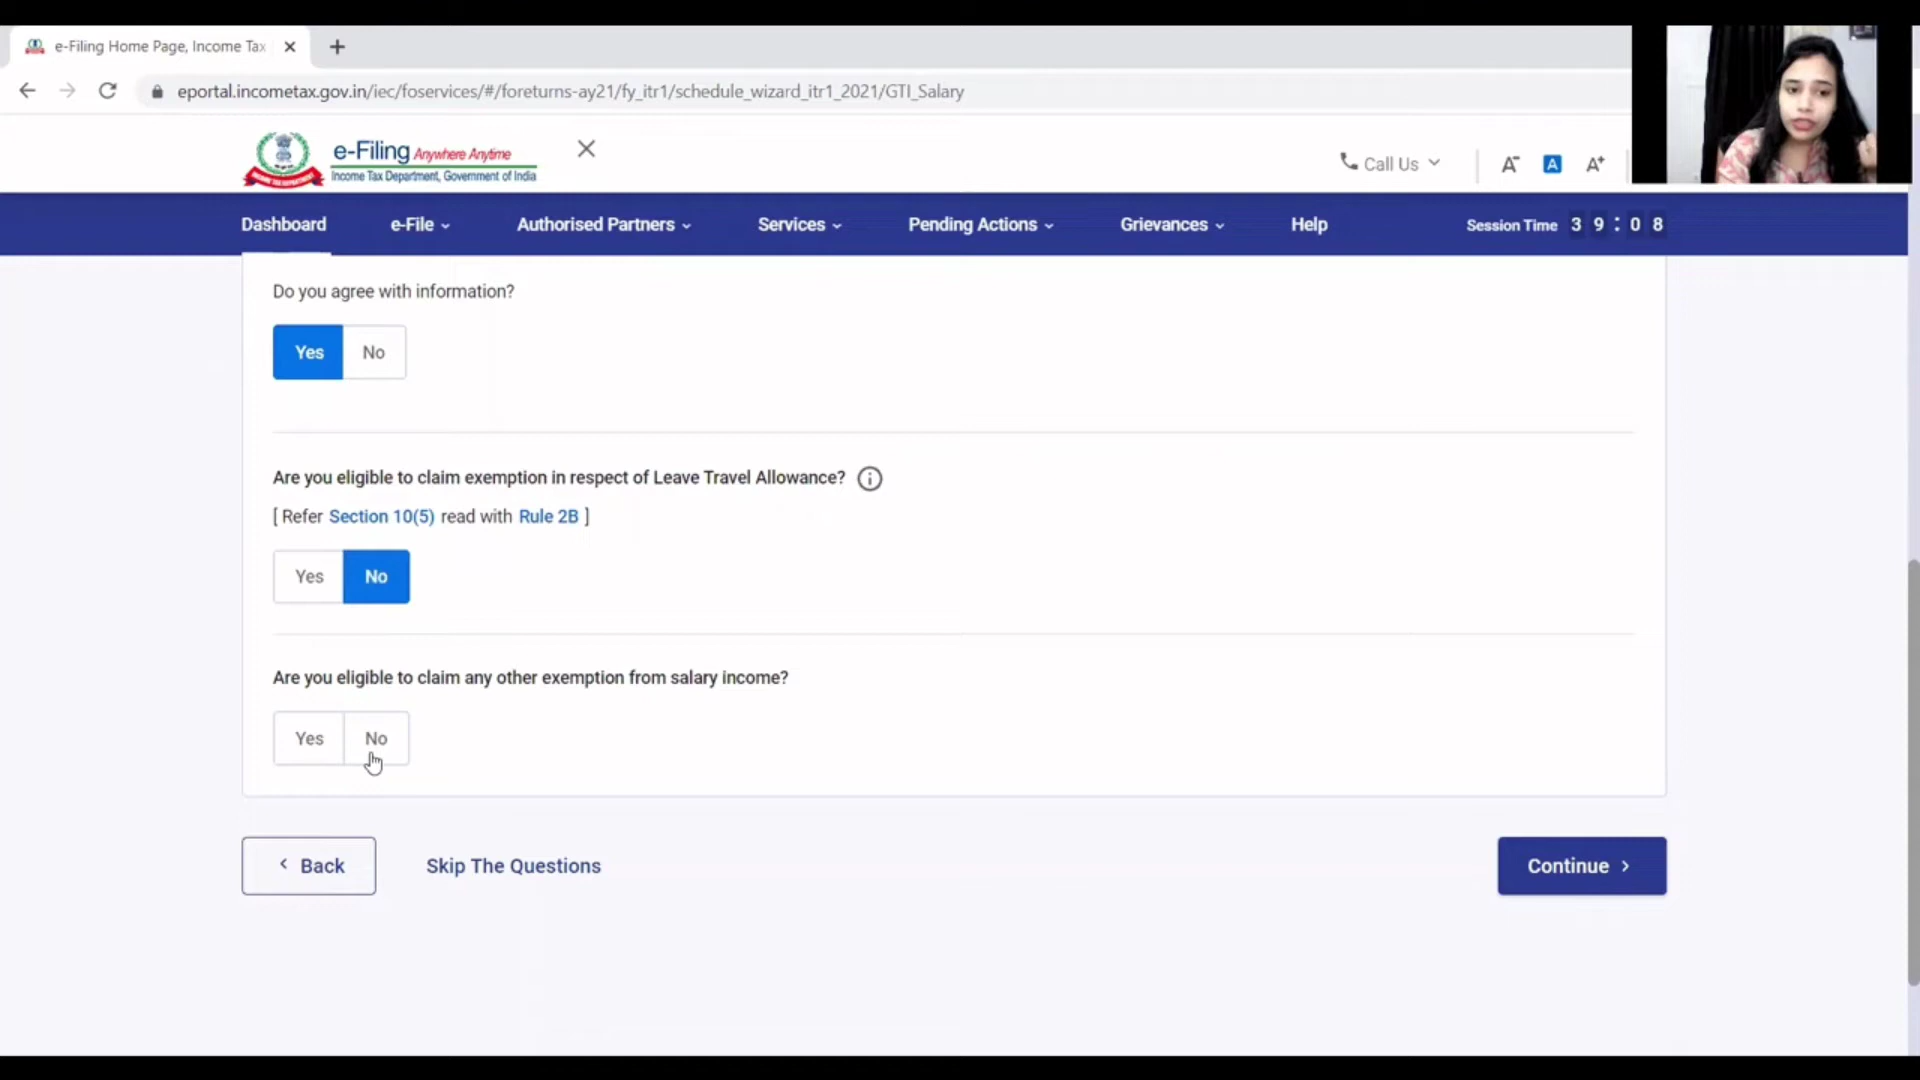 e-Filing Home Page, Income Tax
eportal.incometax.gov.in/iec/foservices/#/foreturns-ay21/fy_itr1/schedule_wizard_itr1_2021/GTI_Salary
e-Filing Anywhere Anytime
Income Tax Department, Government of India
Call Us
A- A A+
Dashboard e-File Authorised Partners Services Pending Actions Grievances Help Session Time 39:08
Do you agree with information?
Yes No
Are you eligible to claim exemption in respect of Leave Travel Allowance?
[ Refer Section 10(5) read with Rule 2B ]
Yes No
Are you eligible to claim any other exemption from salary income?
Yes No
Back Skip The Questions Continue